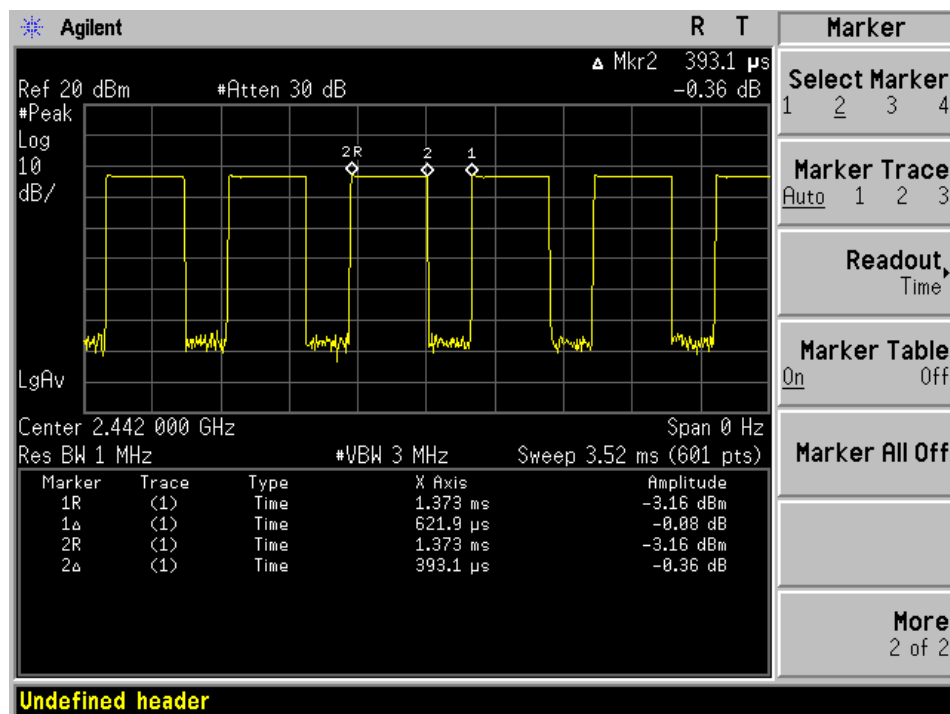 Agilent R T
Δ Mkr2 393.1 µs
Ref 20 dBm #Atten 30 dB -0.36 dB
#Peak
Log
10
dB/
2R 2 1
LgAv
Center 2.442 000 GHz Span 0 Hz
Res BW 1 MHz #VBW 3 MHz Sweep 3.52 ms (601 pts)
Marker Trace Type X Axis Amplitude
1R (1) Time 1.373 ms -3.16 dBm
1Δ (1) Time 621.9 µs -0.08 dB
2R (1) Time 1.373 ms -3.16 dBm
2Δ (1) Time 393.1 µs -0.36 dB
Undefined header
Marker
Select Marker
1 2 3 4
Marker Trace
Auto 1 2 3
Readout
Time
Marker Table
On Off
Marker All Off
More
2 of 2